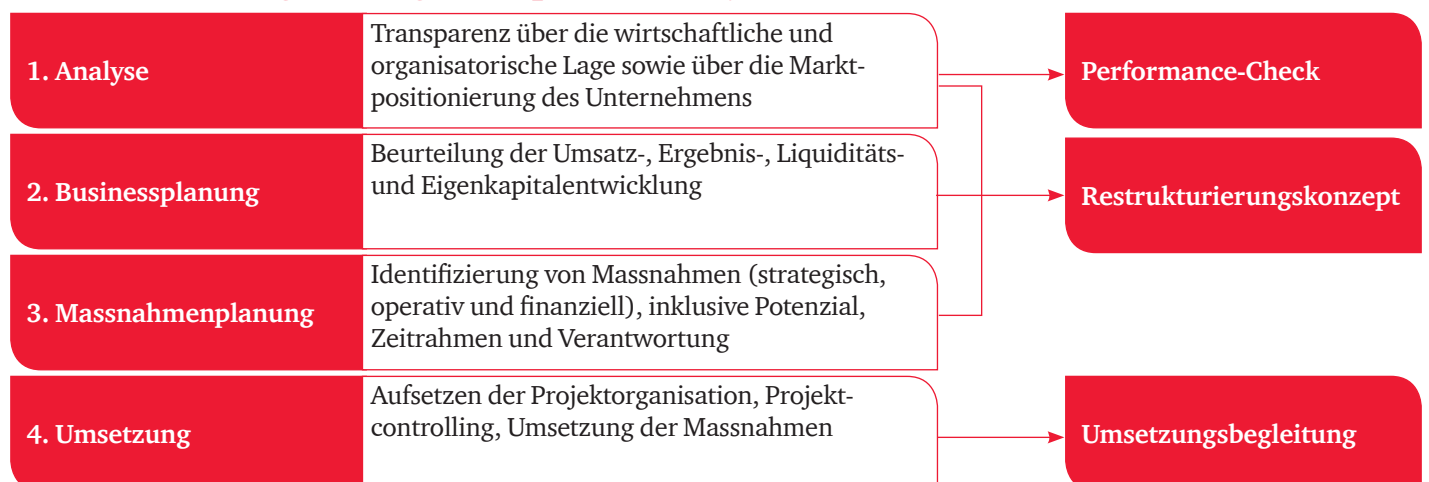 1. Analyse
Transparenz über die wirtschaftliche und
organisatorische Lage sowie über die Markt-
positionierung des Unternehmens
Performance-Check
2. Businessplanung
Beurteilung der Umsatz-, Ergebnis-, Liquiditäts-
und Eigenkapitalentwicklung
Restrukturierungskonzept
3. Massnahmenplanung
Identifizierung von Massnahmen (strategisch,
operativ und finanziell), inklusive Potenzial,
Zeitrahmen und Verantwortung
4. Umsetzung
Aufsetzen der Projektorganisation, Projekt-
controlling, Umsetzung der Massnahmen
Umsetzungsbegleitung